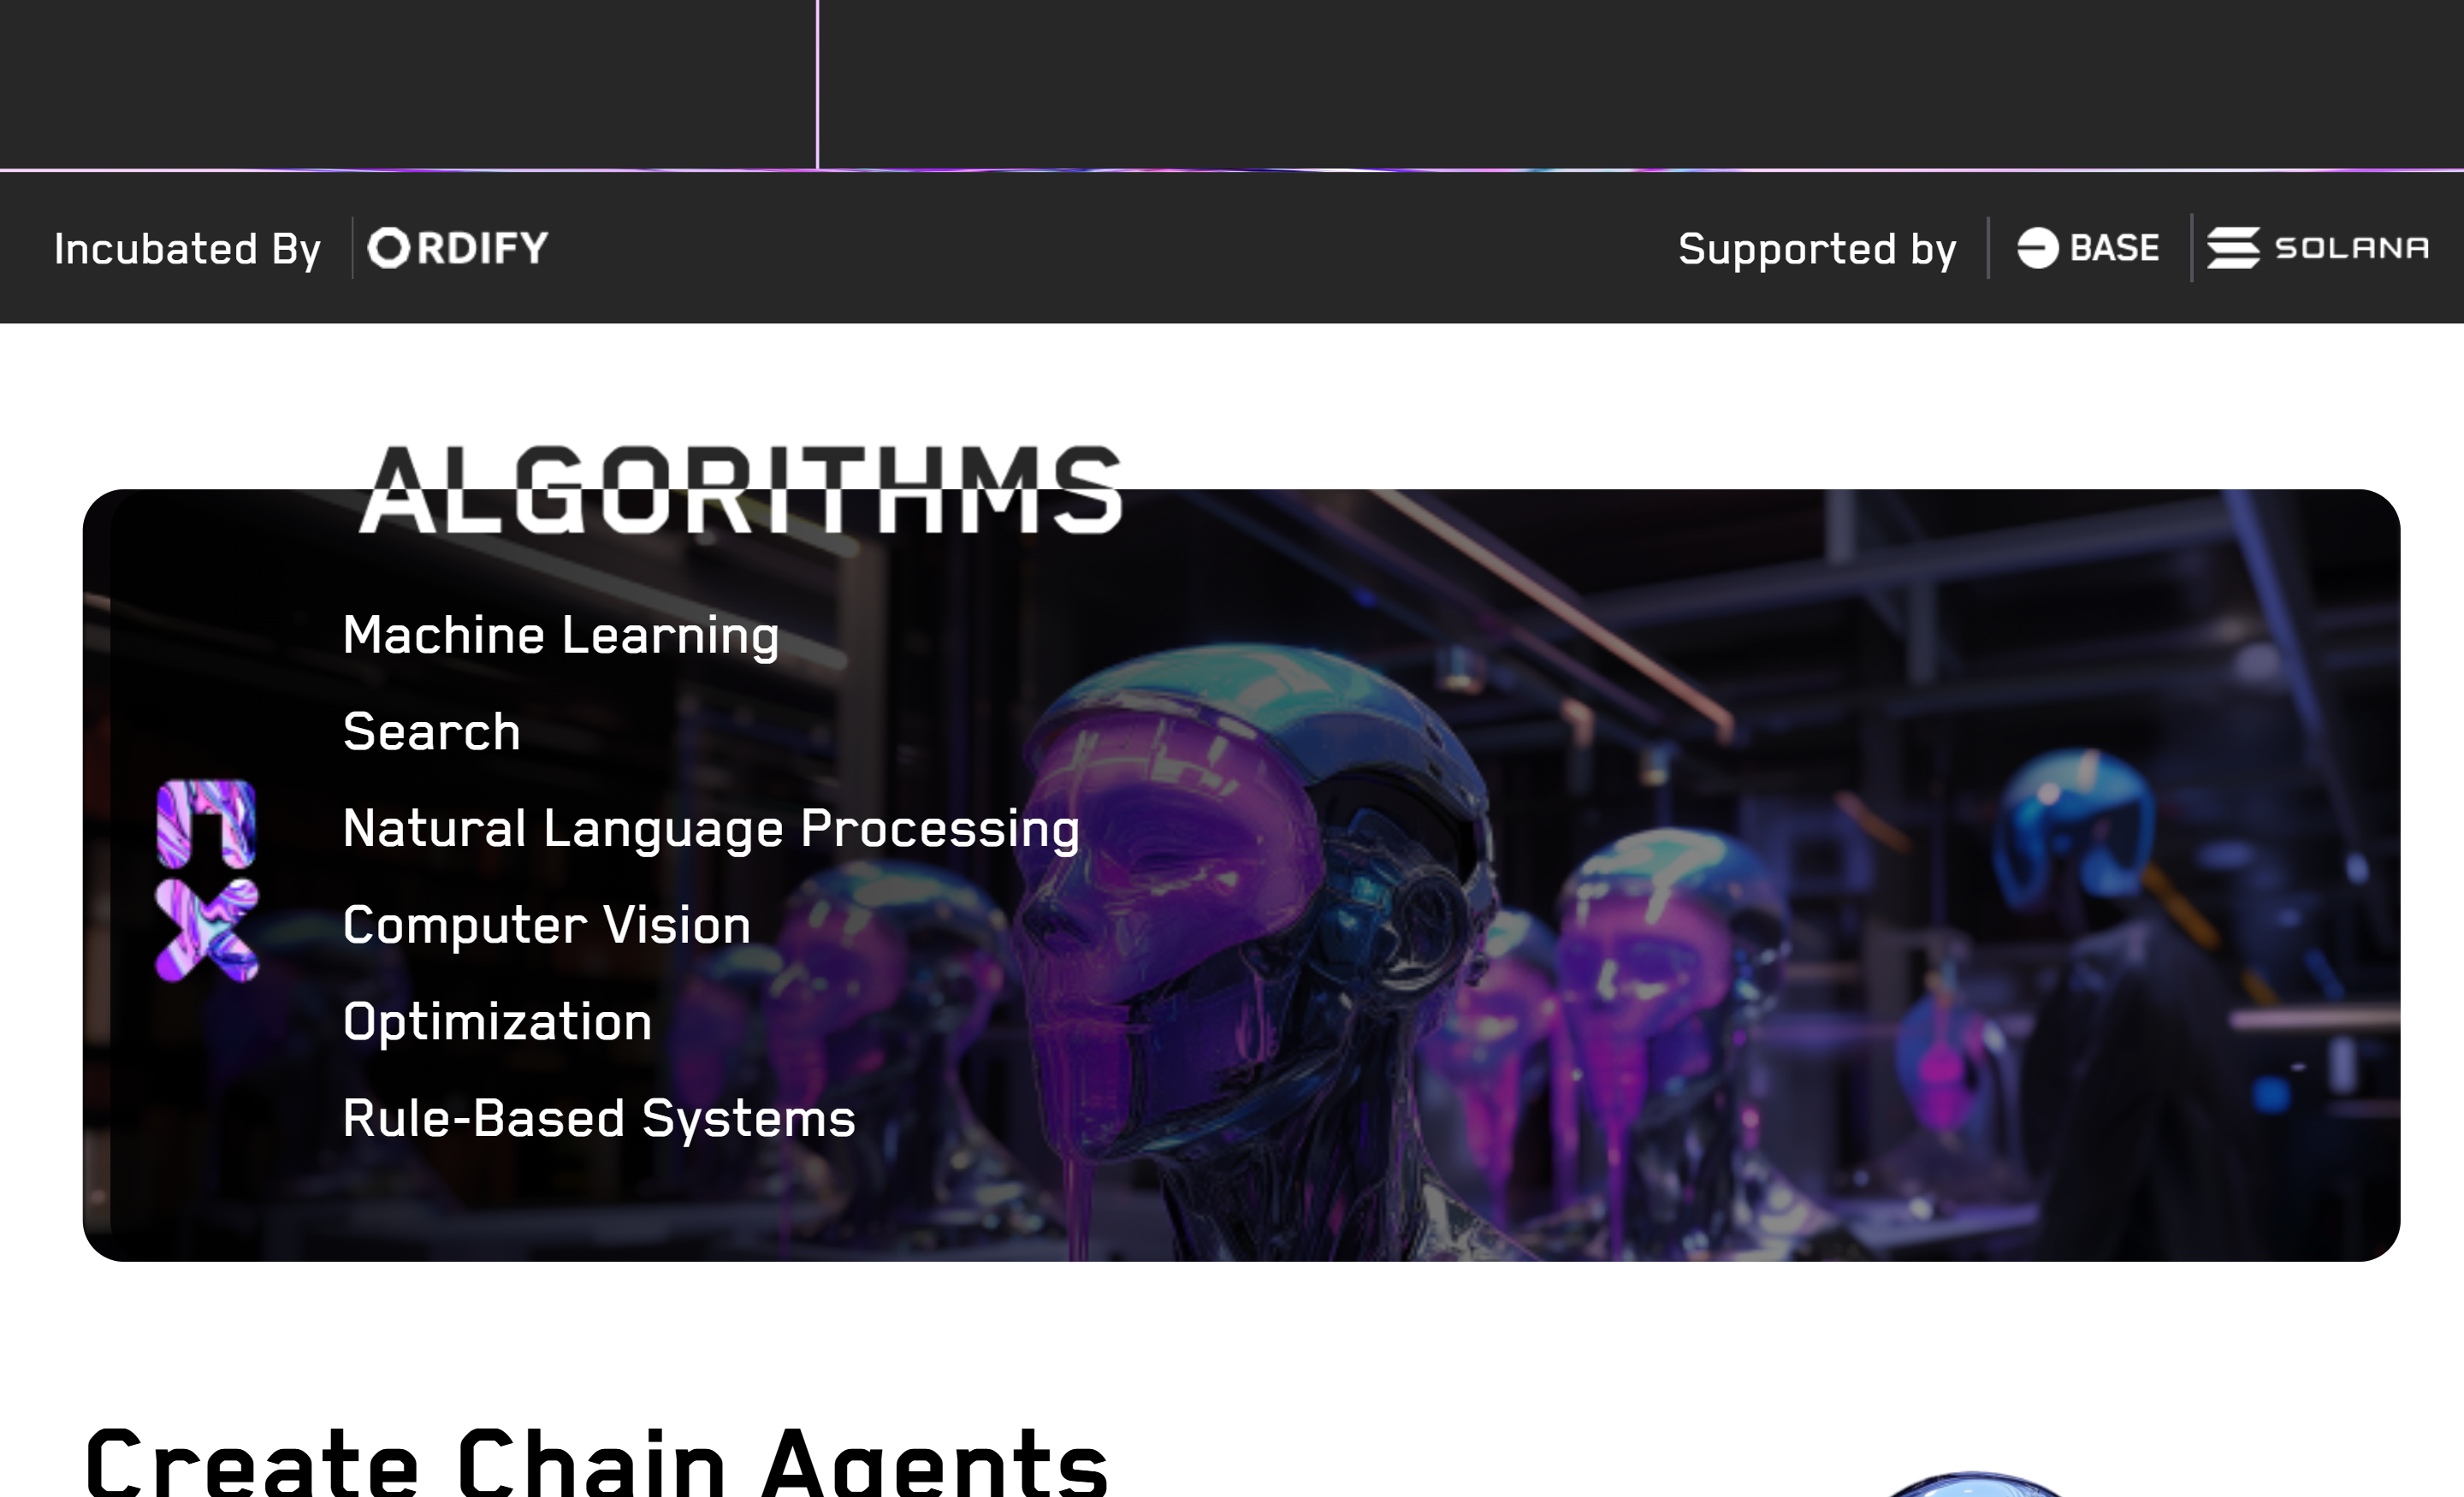 Incubated By
ORDIFY
Supported by
BASE
SOLANA
ALGORITHMS
Machine Learning
Search
Natural Language Processing
Computer Vision
Optimization
Rule-Based Systems
Create Chain Agents